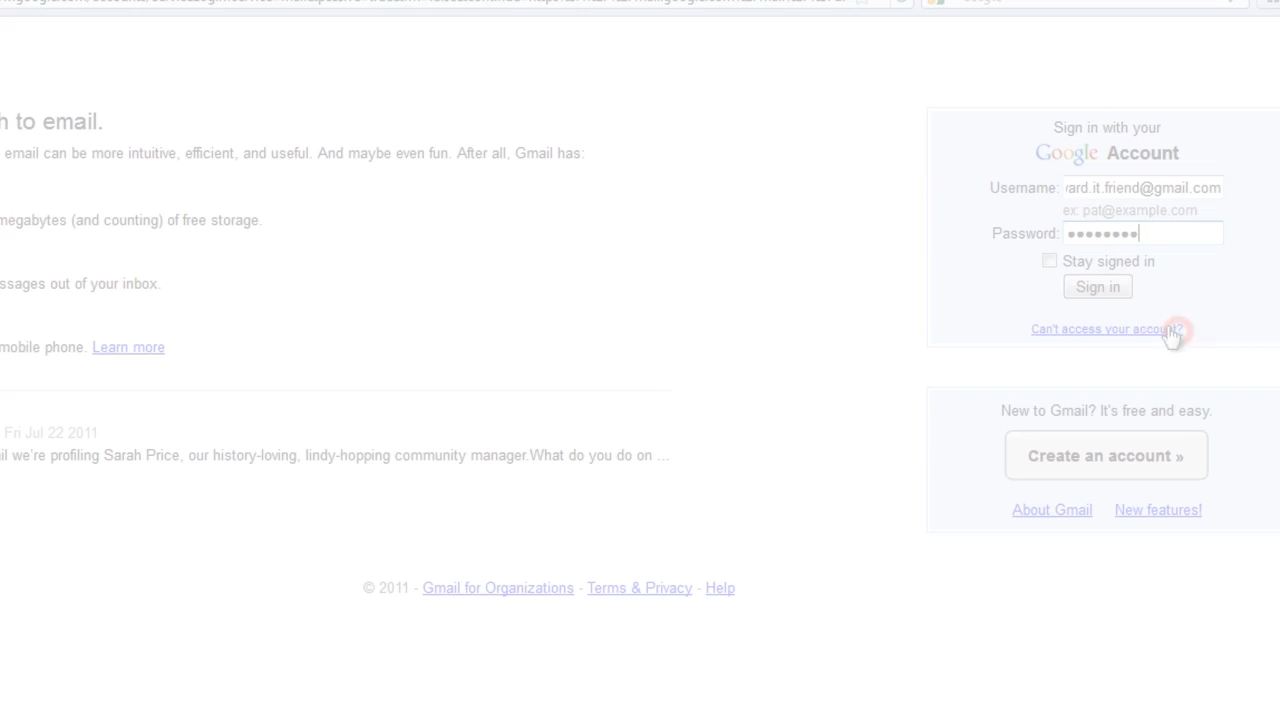 h to email.
email can be more intuitive, efficient, and useful. And maybe even fun. After all, Gmail has:
megabytes (and counting) of free storage.
ssages out of your inbox.
mobile phone. Learn more
Fri Jul 22 2011
il we're profiling Sarah Price, our history-loving, lindy-hopping community manager.What do you do on ...
Sign in with your
Google Account
Username: ard.it.friend@gmail.com
ex: pat@example.com
Password: ••••••••
Stay signed in
Sign in
Can't access your account?
New to Gmail? It's free and easy.
Create an account »
About Gmail New features!
© 2011 - Gmail for Organizations - Terms & Privacy - Help